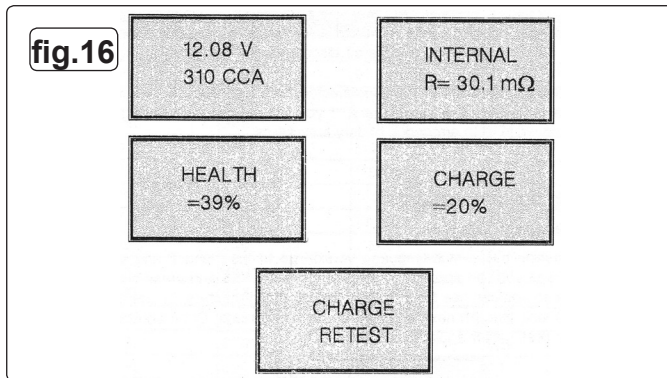 fig.16
12.08 V
310 CCA
INTERNAL
R= 30.1 mΩ
HEALTH
=39%
CHARGE
=20%
CHARGE
RETEST